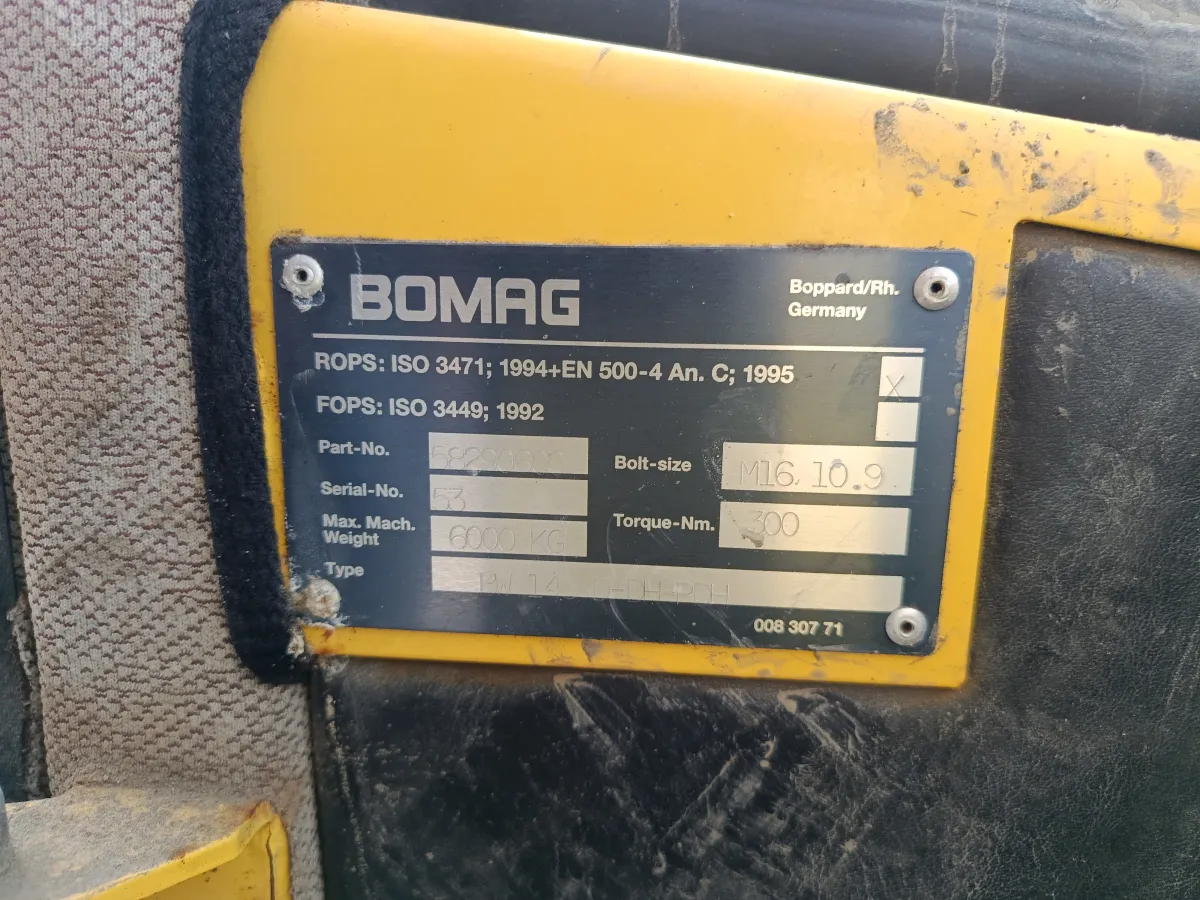 BOMAG
Boppard/Rh.
Germany
ROPS: ISO 3471; 1994+EN 500-4 An. C; 1995 X
FOPS: ISO 3449; 1992
Part-No.
Bolt-size M16 10.9
Serial-No. 53
Max. Mach. Weight 6000 KG
Torque-Nm. 300
Type
008 307 71